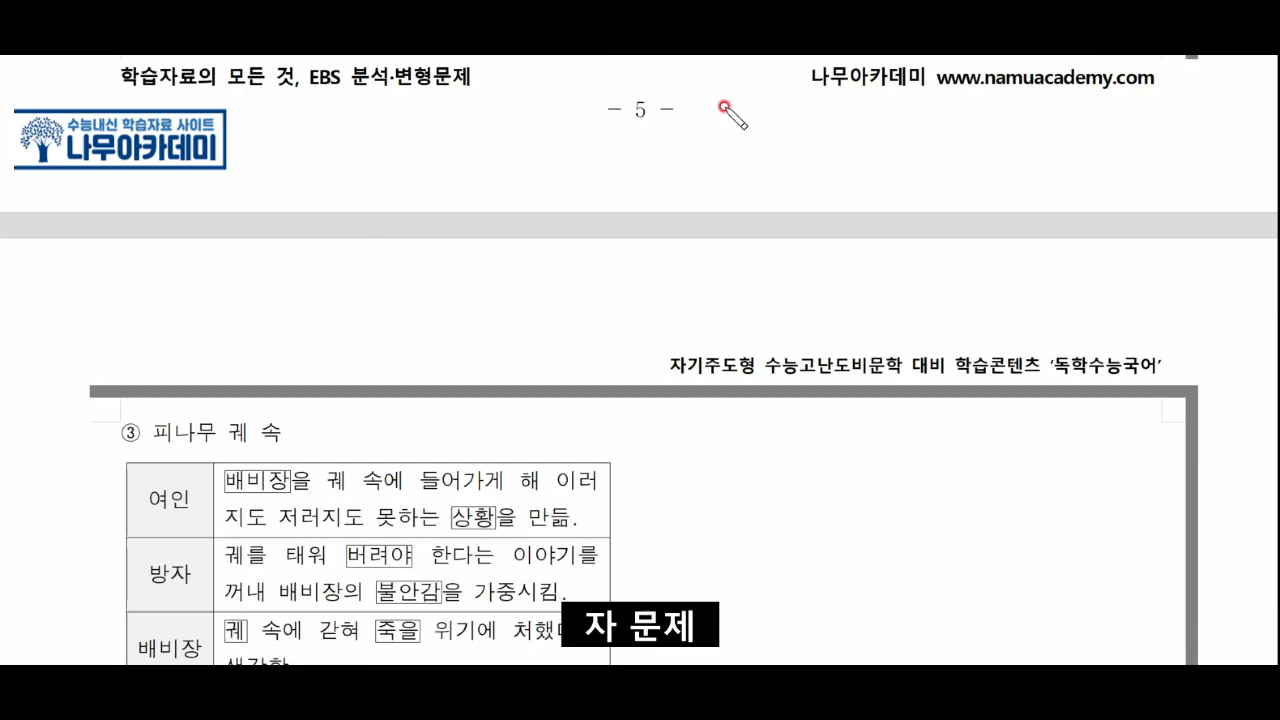 학습자료의 모든 것, EBS 분석·변형문제
나무아카데미 www.namuacademy.com
- 5 -
수능내신 학습자료 사이트
나무아카데미
자기주도형 수능고난도비문학 대비 학습콘텐츠 '독학수능국어'
③ 피나무 궤 속
여인
배비장을 궤 속에 들어가게 해 이러
지도 저러지도 못하는 상황을 만듦.
방자
궤를 태워 버려야 한다는 이야기를
꺼내 배비장의 불안감을 가중시킴.
배비장
궤 속에 갇혀 죽을 위기에 처했
자 문제